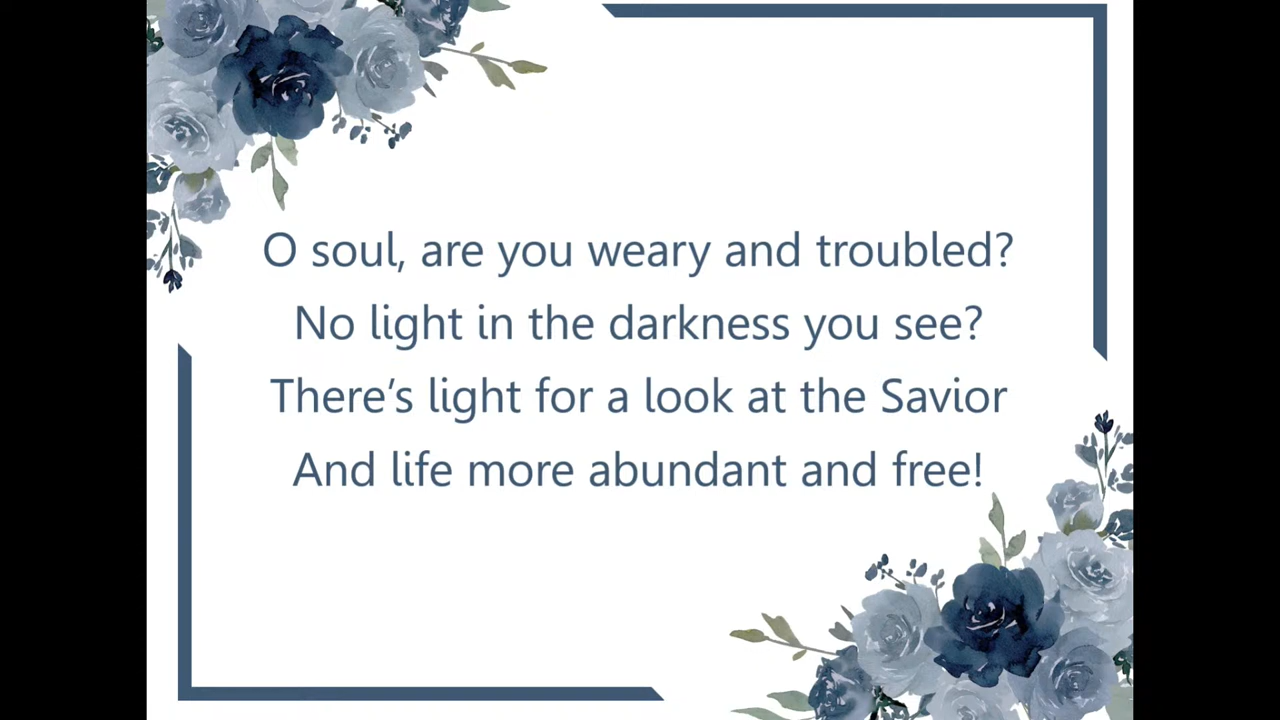 O soul, are you weary and troubled?
No light in the darkness you see?
There’s light for a look at the Savior
And life more abundant and free!